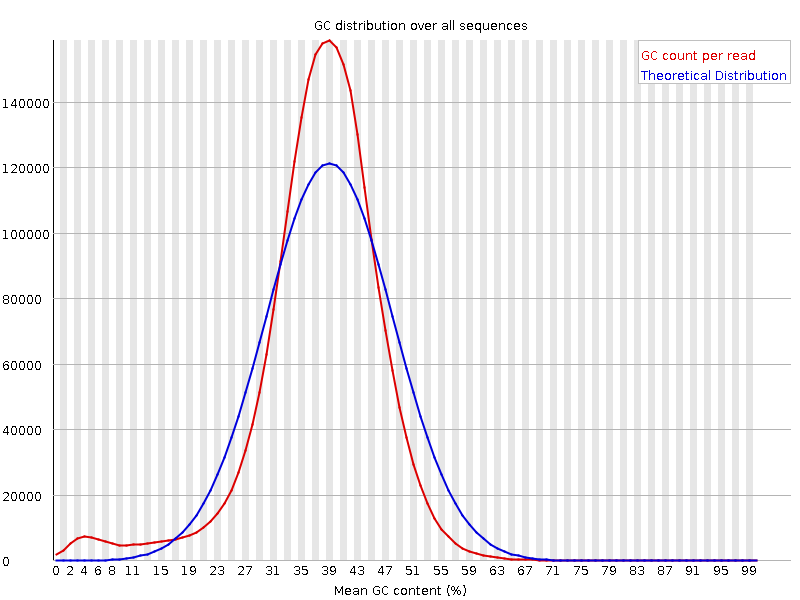 GC distribution over all sequences
GC count per read
Theoretical Distribution
140000
120000
100000
80000
60000
40000
20000
0
0 2 4 6 8 11 15 19 23 27 31 35 39 43 47 51 55 59 63 67 71 75 79 83 87 91 95 99
Mean GC content (%)